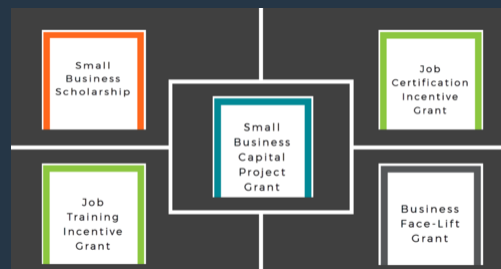 Small
Business
Scholarship
Job
Certification
Incentive
Grant
Small
Business
Capital
Project
Grant
Job
Training
Incentive
Grant
Business
Face-Lift
Grant